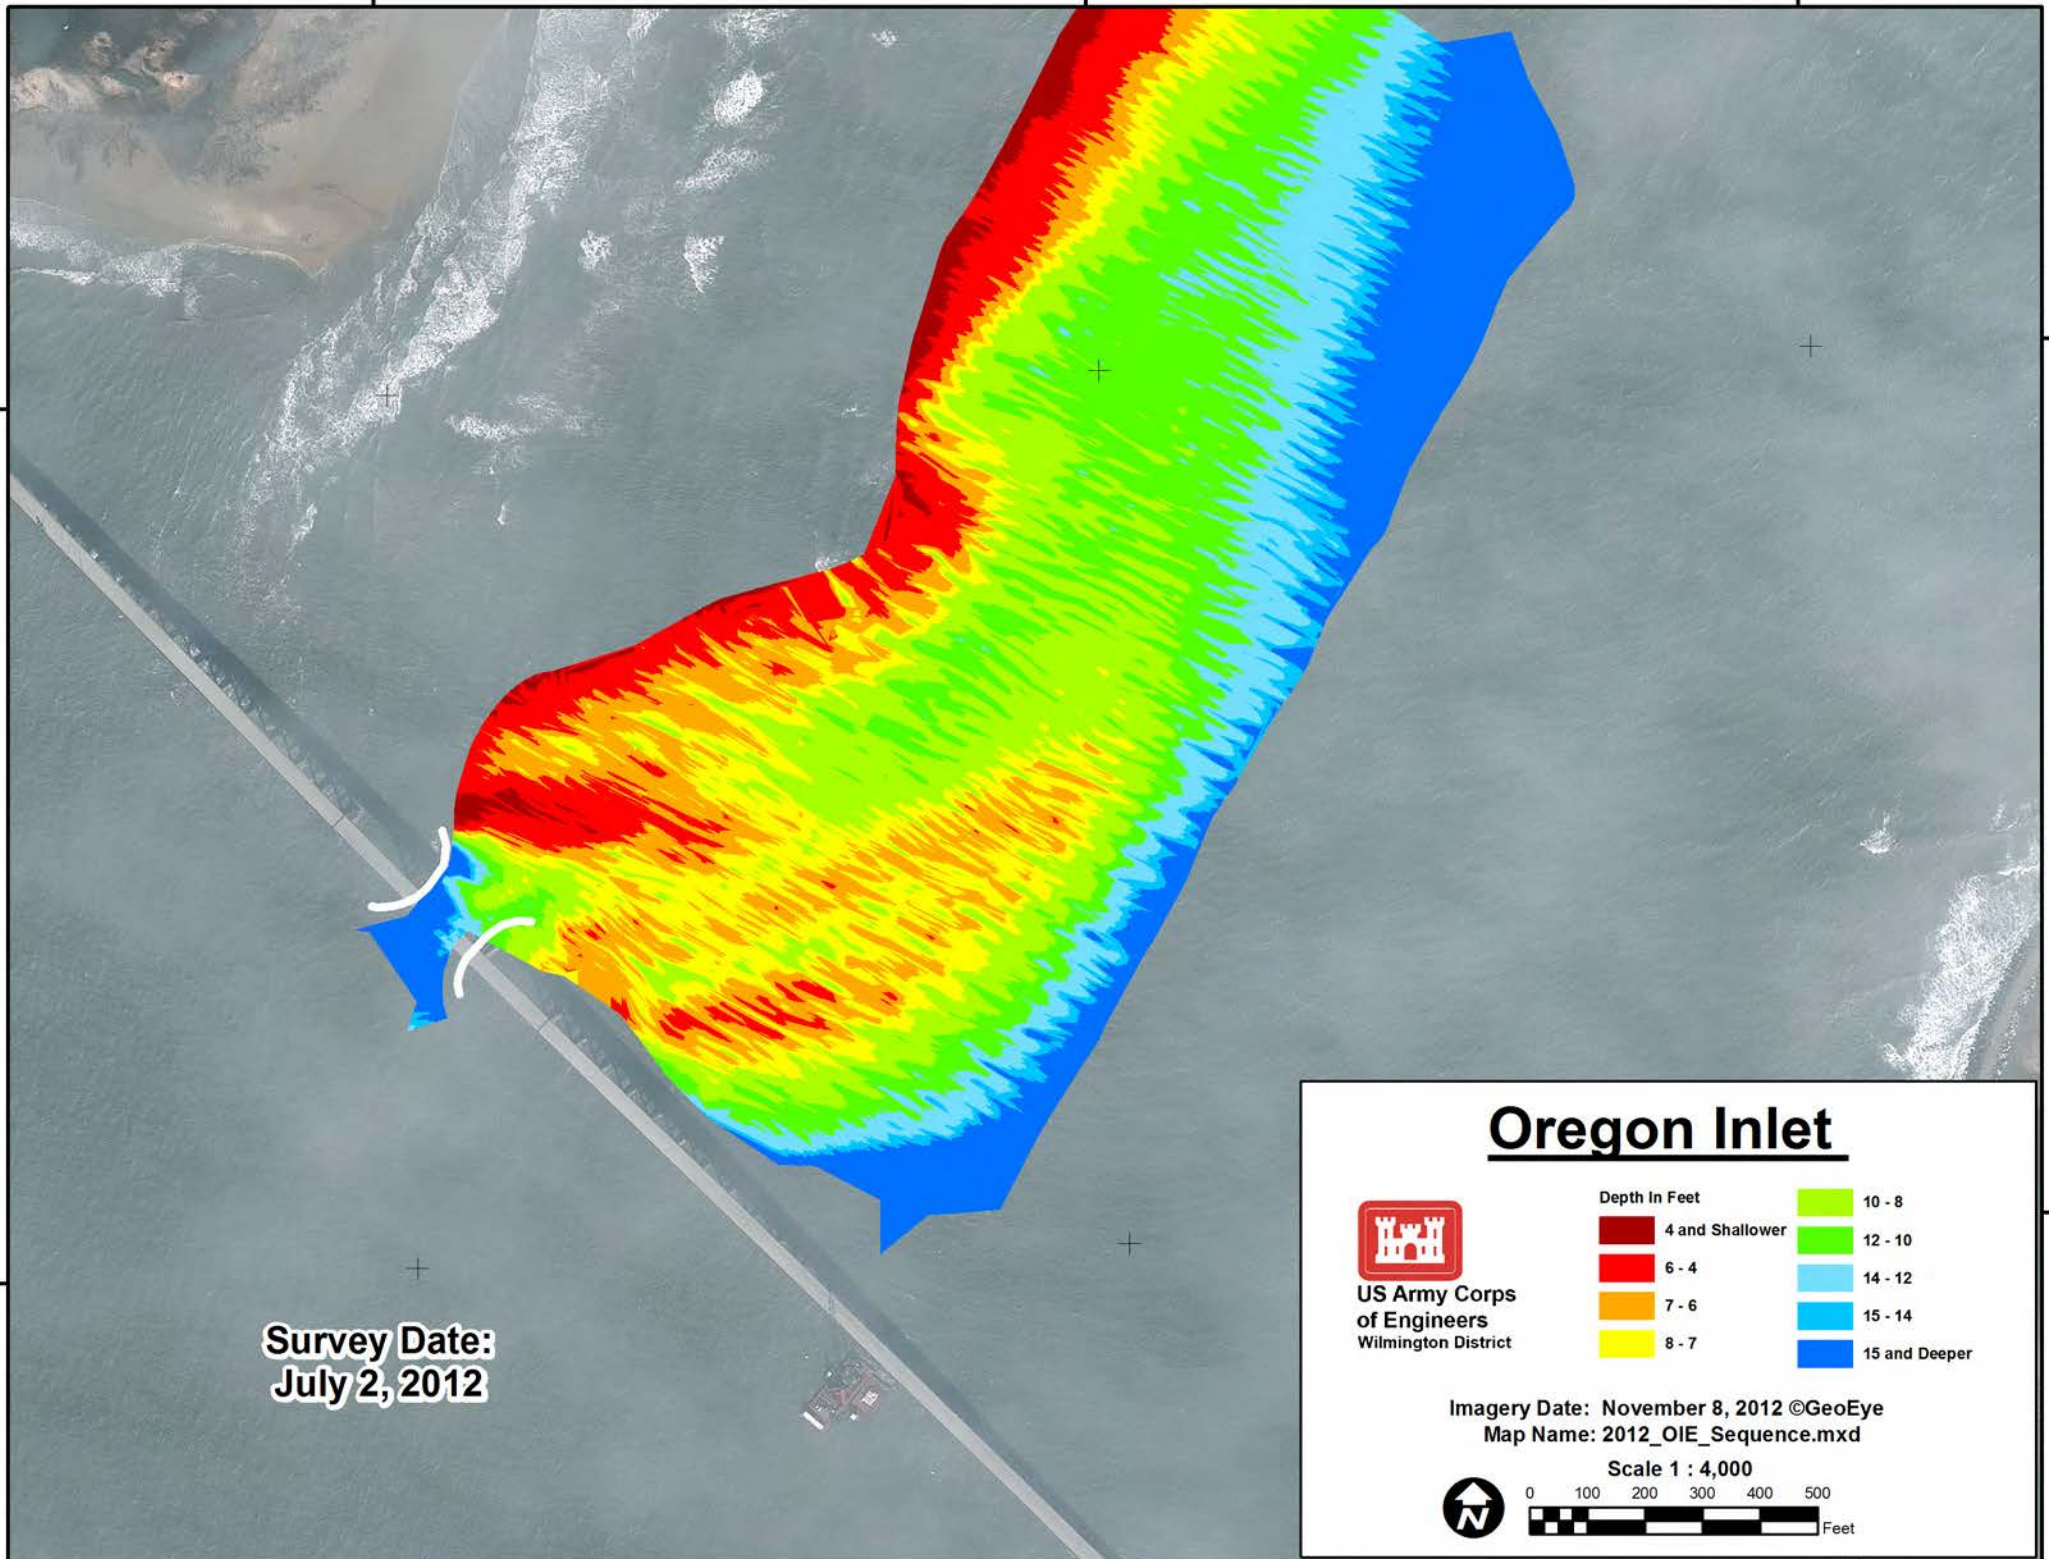 Survey Date:
July 2, 2012
Oregon Inlet
US Army Corps
of Engineers
Wilmington District
Depth In Feet
4 and Shallower
6 - 4
7 - 6
8 - 7
10 - 8
12 - 10
14 - 12
15 - 14
15 and Deeper
Imagery Date: November 8, 2012 ©GeoEye
Map Name: 2012_OIE_Sequence.mxd
Scale 1 : 4,000
N
0 100 200 300 400 500
Feet